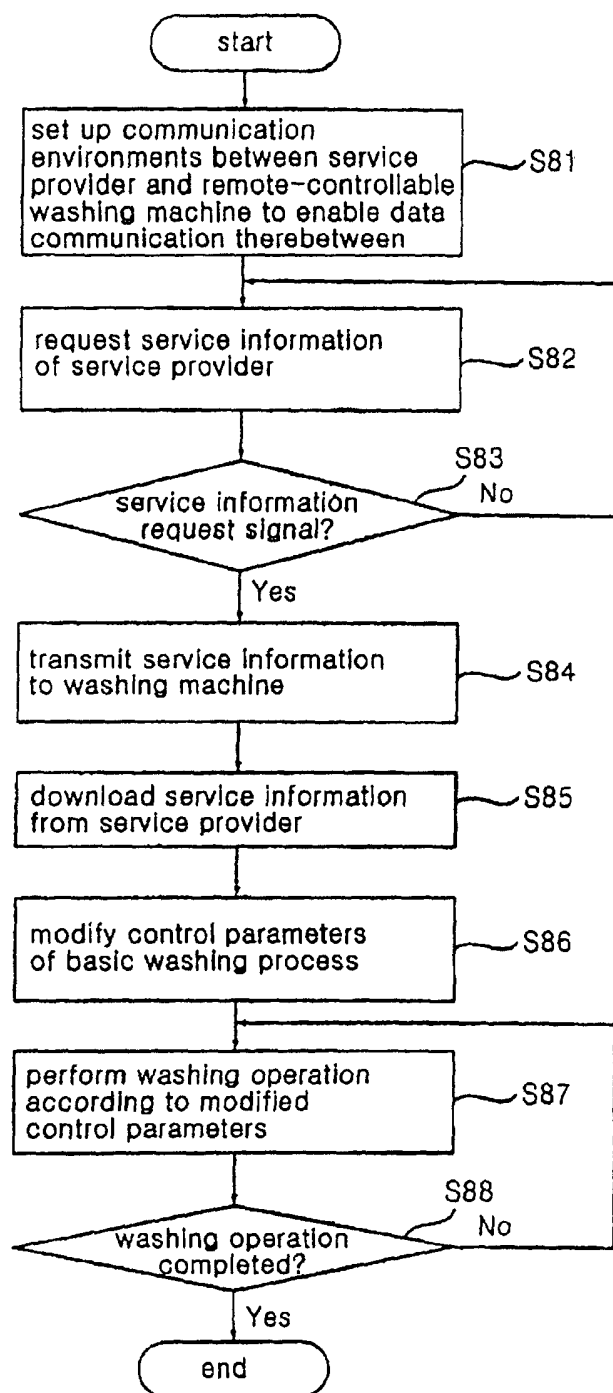 start
set up communication
environments between service
provider and remote-controllable
washing machine to enable data
communication therebetween
S81
request service information
of service provider
S82
S83
service information
request signal?
No
Yes
transmit service information
to washing machine
S84
download service information
from service provider
S85
modify control parameters
of basic washing process
S86
perform washing operation
according to modified
control parameters
S87
S88
washing operation
completed?
No
Yes
end